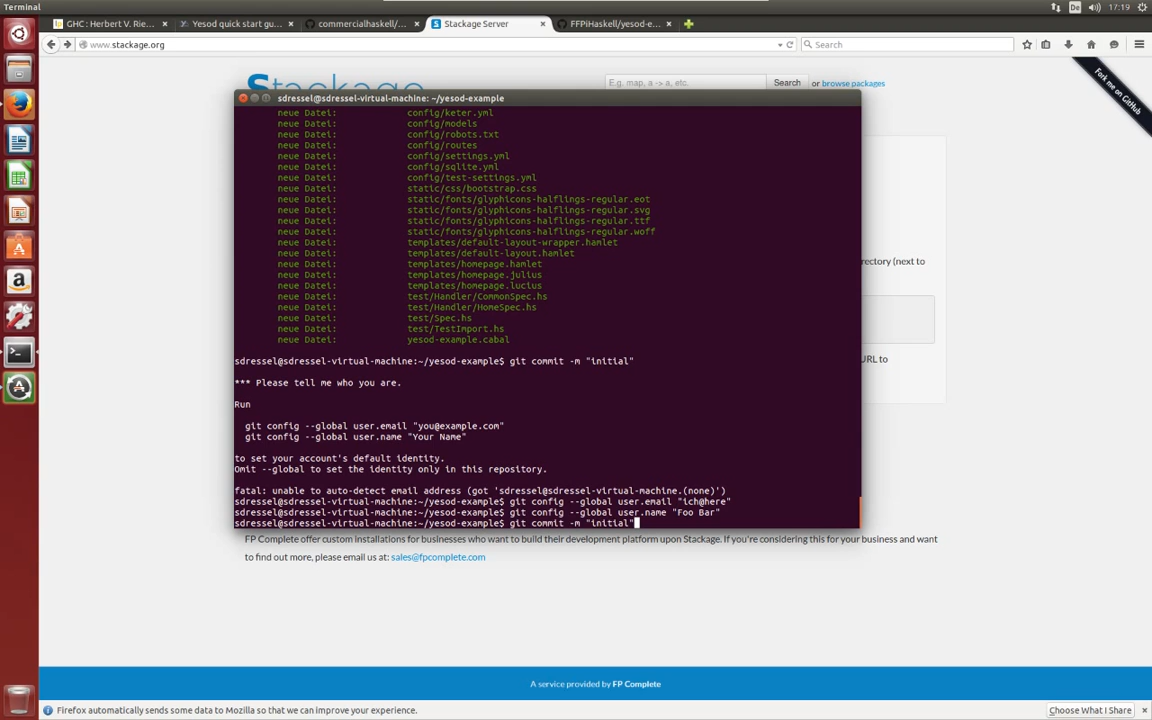 Terminal
De
17:19
GHC : Herbert V. Rie...
Yesod quick start gu...
commercialhaskell/...
Stackage Server
FFPiHaskell/yesod-e...
www.stackage.org
Search
Stackage
E.g. map, a -> a, etc.
Search
or browse packages
Fork me on GitHub
sdressel@sdressel-virtual-machine: ~/yesod-example
neue Datei: config/keter.yml
neue Datei: config/models
neue Datei: config/robots.txt
neue Datei: config/routes
neue Datei: config/settings.yml
neue Datei: config/sqlite.yml
neue Datei: config/test-settings.yml
neue Datei: static/css/bootstrap.css
neue Datei: static/fonts/glyphicons-halflings-regular.eot
neue Datei: static/fonts/glyphicons-halflings-regular.svg
neue Datei: static/fonts/glyphicons-halflings-regular.ttf
neue Datei: static/fonts/glyphicons-halflings-regular.woff
neue Datei: templates/default-layout-wrapper.hamlet
neue Datei: templates/default-layout.hamlet
neue Datei: templates/homepage.hamlet
neue Datei: templates/homepage.julius
neue Datei: templates/homepage.lucius
neue Datei: test/Handler/CommonSpec.hs
neue Datei: test/Handler/HomeSpec.hs
neue Datei: test/Spec.hs
neue Datei: test/TestImport.hs
neue Datei: yesod-example.cabal
sdressel@sdressel-virtual-machine:~/yesod-example$ git commit -m "initial"
*** Please tell me who you are.
Run
git config --global user.email "you@example.com"
git config --global user.name "Your Name"
to set your account's default identity.
Omit --global to set the identity only in this repository.
fatal: unable to auto-detect email address (got 'sdressel@sdressel-virtual-machine.(none)')
sdressel@sdressel-virtual-machine:~/yesod-example$ git config --global user.email "ich@here"
sdressel@sdressel-virtual-machine:~/yesod-example$ git config --global user.name "Foo Bar"
sdressel@sdressel-virtual-machine:~/yesod-example$ git commit -m "initial"
rectory (next to
URL to
FP Complete offer custom installations for businesses who want to build their development platform upon Stackage. If you're considering this for your business and want
to find out more, please email us at: sales@fpcomplete.com
A service provided by FP Complete
Firefox automatically sends some data to Mozilla so that we can improve your experience.
Choose What I Share